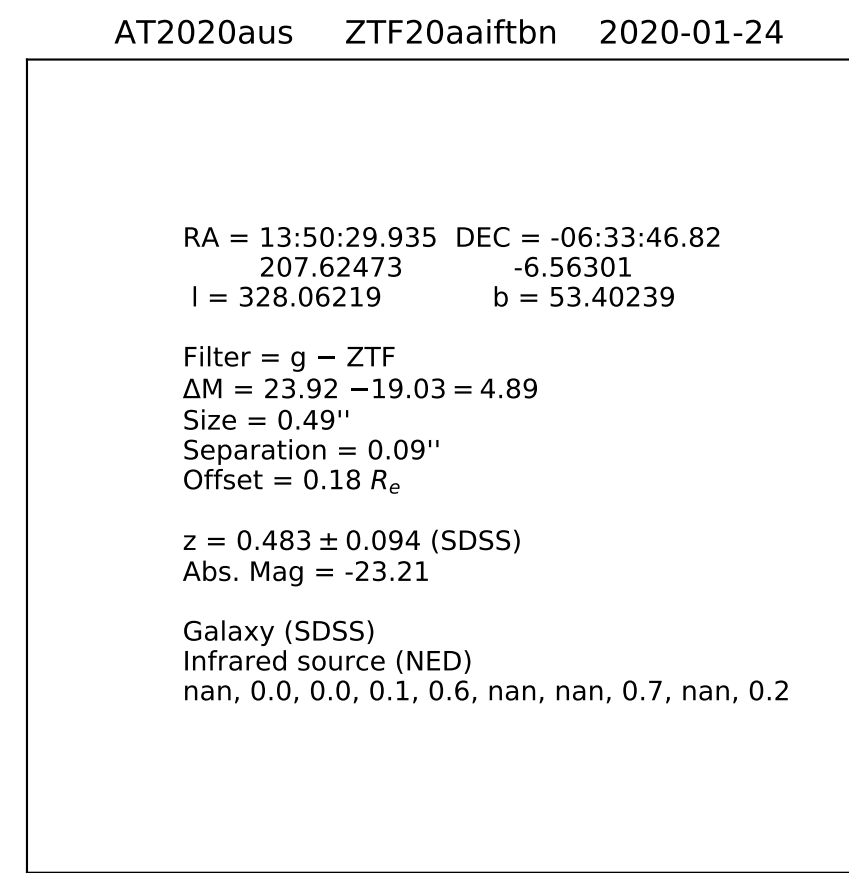 AT2020aus ZTF20aaiftbn 2020-01-24
RA = 13:50:29.935 DEC = -06:33:46.82
207.62473 -6.56301
l = 328.06219 b = 53.40239
Filter = g − ZTF
ΔM = 23.92 −19.03 = 4.89
Size = 0.49''
Separation = 0.09''
Offset = 0.18 Re
z = 0.483 ± 0.094 (SDSS)
Abs. Mag = -23.21
Galaxy (SDSS)
Infrared source (NED)
nan, 0.0, 0.0, 0.1, 0.6, nan, nan, 0.7, nan, 0.2